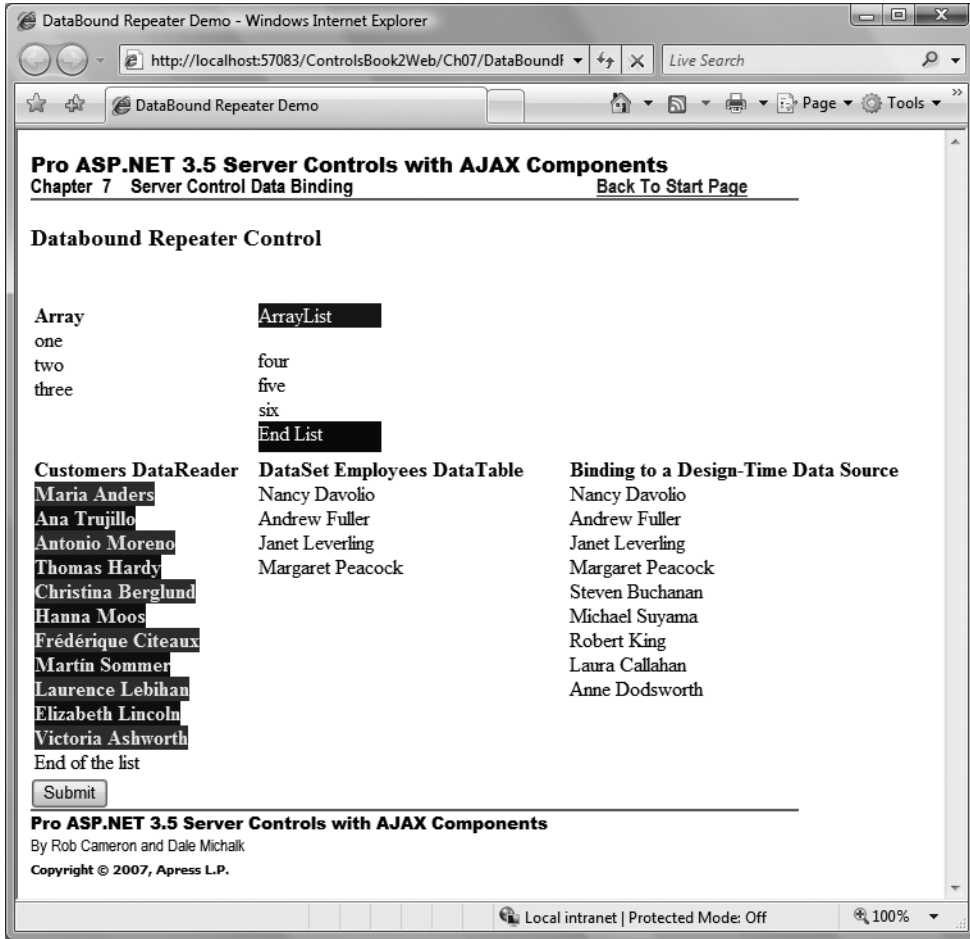 DataBound Repeater Demo - Windows Internet Explorer
http://localhost:57083/ControlsBook2Web/Ch07/DataBoundF
Live Search
DataBound Repeater Demo
Page
Tools
Pro ASP.NET 3.5 Server Controls with AJAX Components
Chapter 7 Server Control Data Binding
Back To Start Page
Databound Repeater Control
Array
one
two
three
ArrayList
four
five
six
End List
Customers DataReader
Maria Anders
Ana Trujillo
Antonio Moreno
Thomas Hardy
Christina Berglund
Hanna Moos
Frédérique Citeaux
Martín Sommer
Laurence Lebihan
Elizabeth Lincoln
Victoria Ashworth
End of the list
DataSet Employees DataTable
Nancy Davolio
Andrew Fuller
Janet Leverling
Margaret Peacock
Binding to a Design-Time Data Source
Nancy Davolio
Andrew Fuller
Janet Leverling
Margaret Peacock
Steven Buchanan
Michael Suyama
Robert King
Laura Callahan
Anne Dodsworth
Submit
Pro ASP.NET 3.5 Server Controls with AJAX Components
By Rob Cameron and Dale Michalk
Copyright © 2007, Apress L.P.
Local intranet | Protected Mode: Off
100%